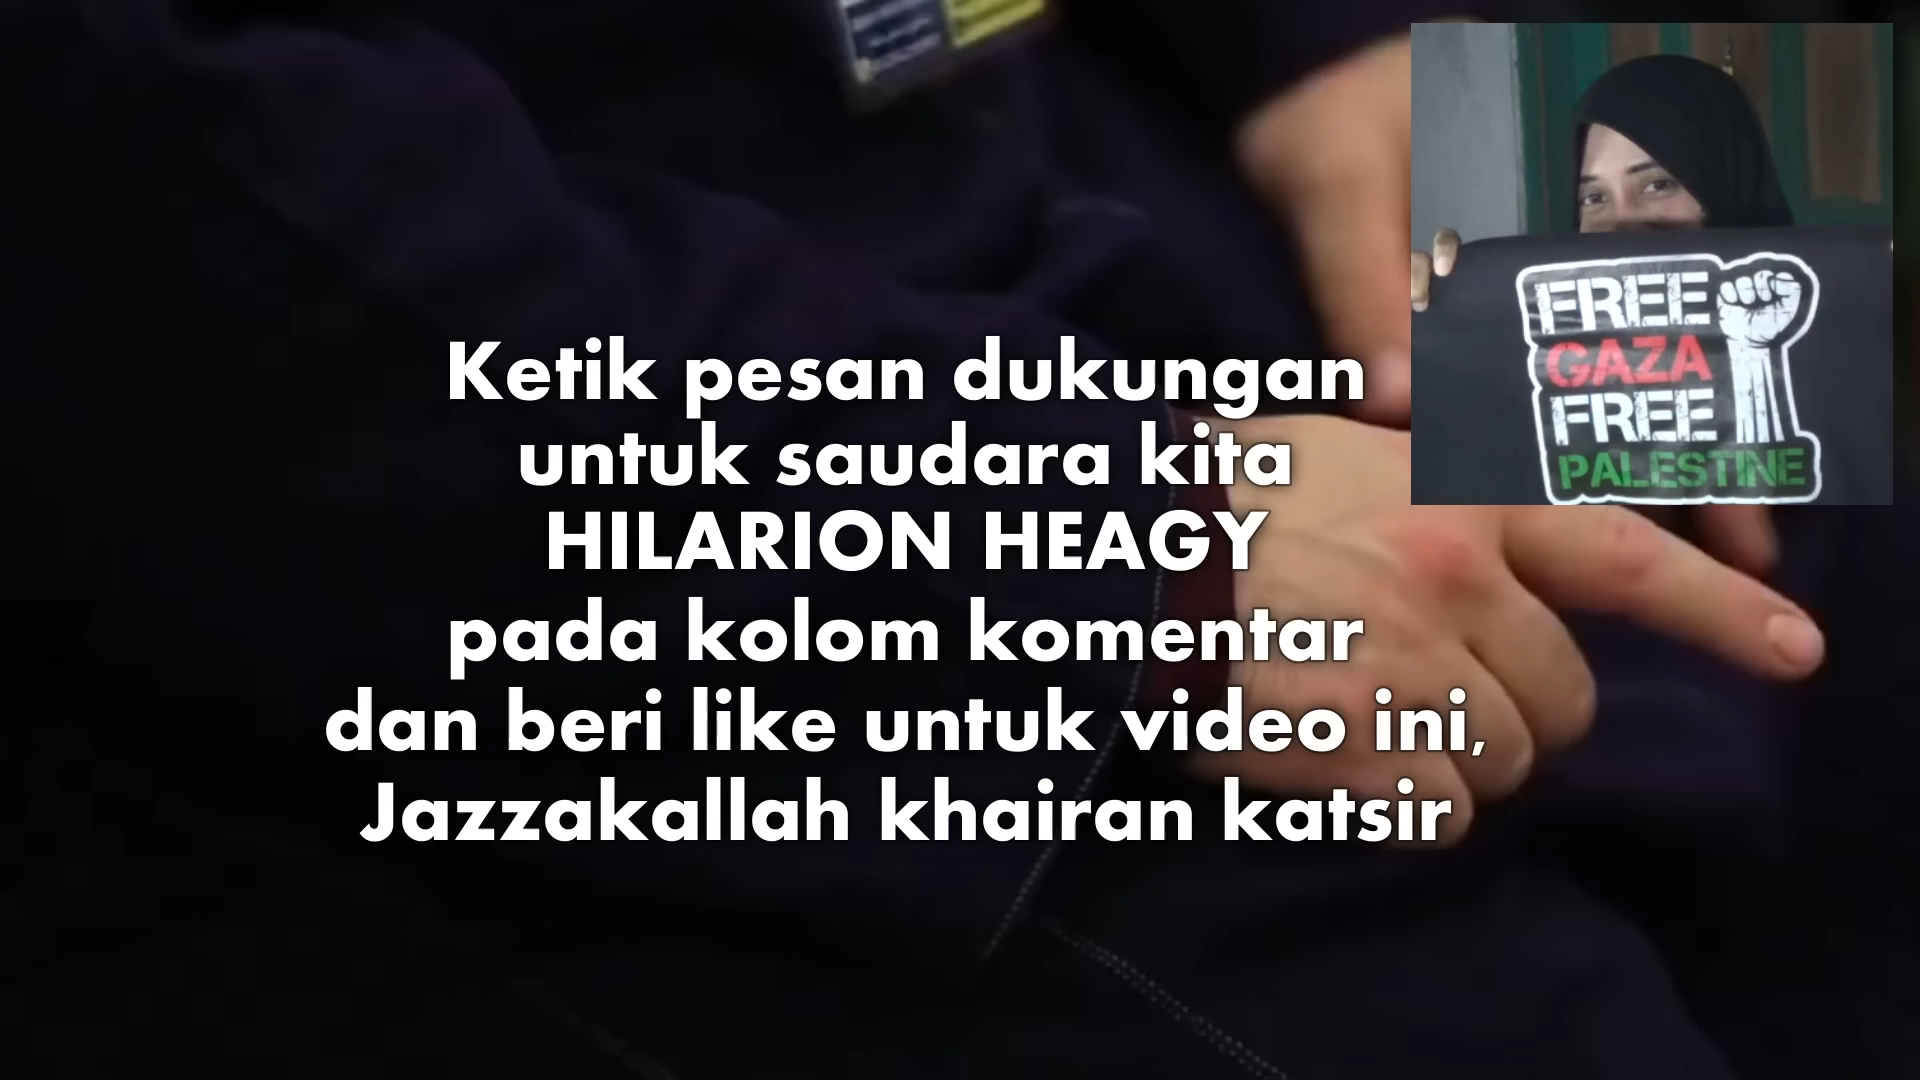 Ketik pesan dukungan
untuk saudara kita
HILARION HEAGY
pada kolom komentar
dan beri like untuk video ini,
Jazzakallah khairan katsir
FREE
GAZA
FREE
PALESTINE